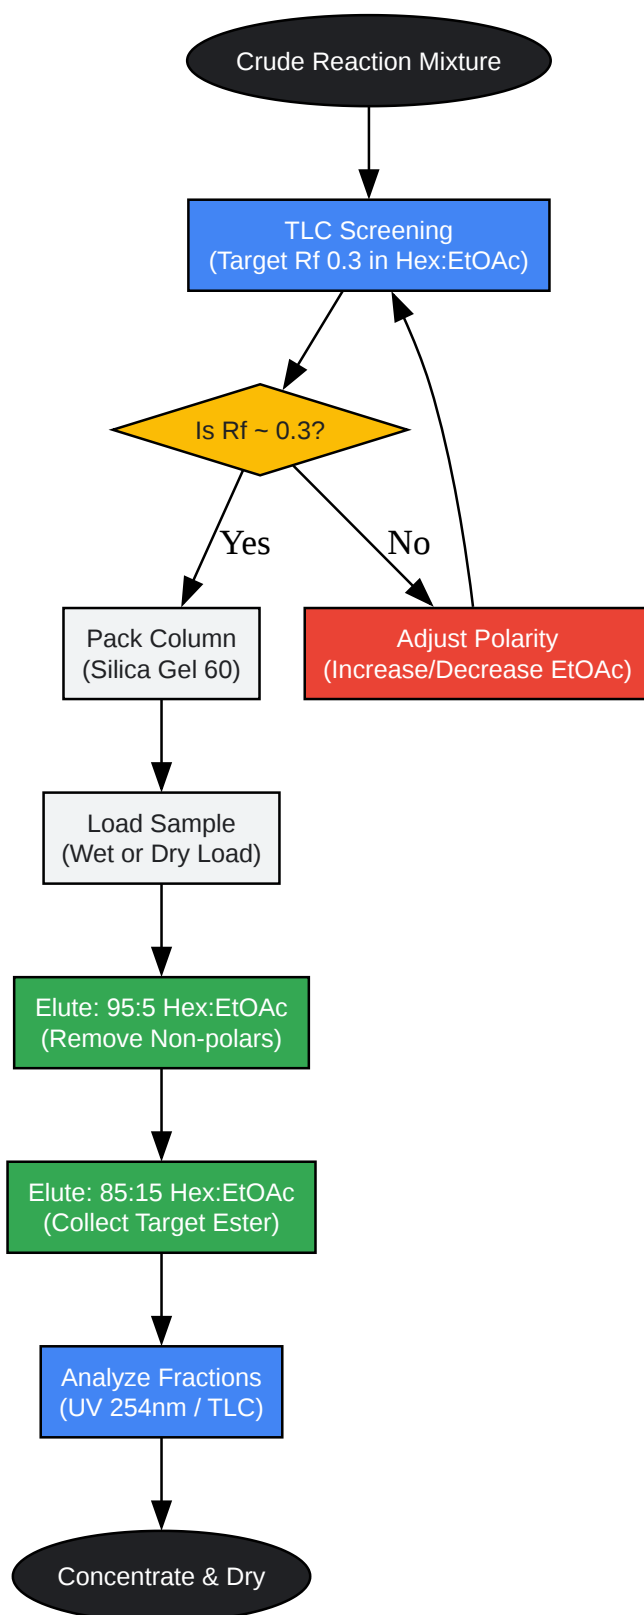 Crude Reaction Mixture
TLC Screening
(Target Rf 0.3 in Hex:EtOAc)
Is Rf ~ 0.3?
Yes
No
Pack Column
(Silica Gel 60)
Adjust Polarity
(Increase/Decrease EtOAc)
Load Sample
(Wet or Dry Load)
Elute: 95:5 Hex:EtOAc
(Remove Non-polars)
Elute: 85:15 Hex:EtOAc
(Collect Target Ester)
Analyze Fractions
(UV 254nm / TLC)
Concentrate & Dry